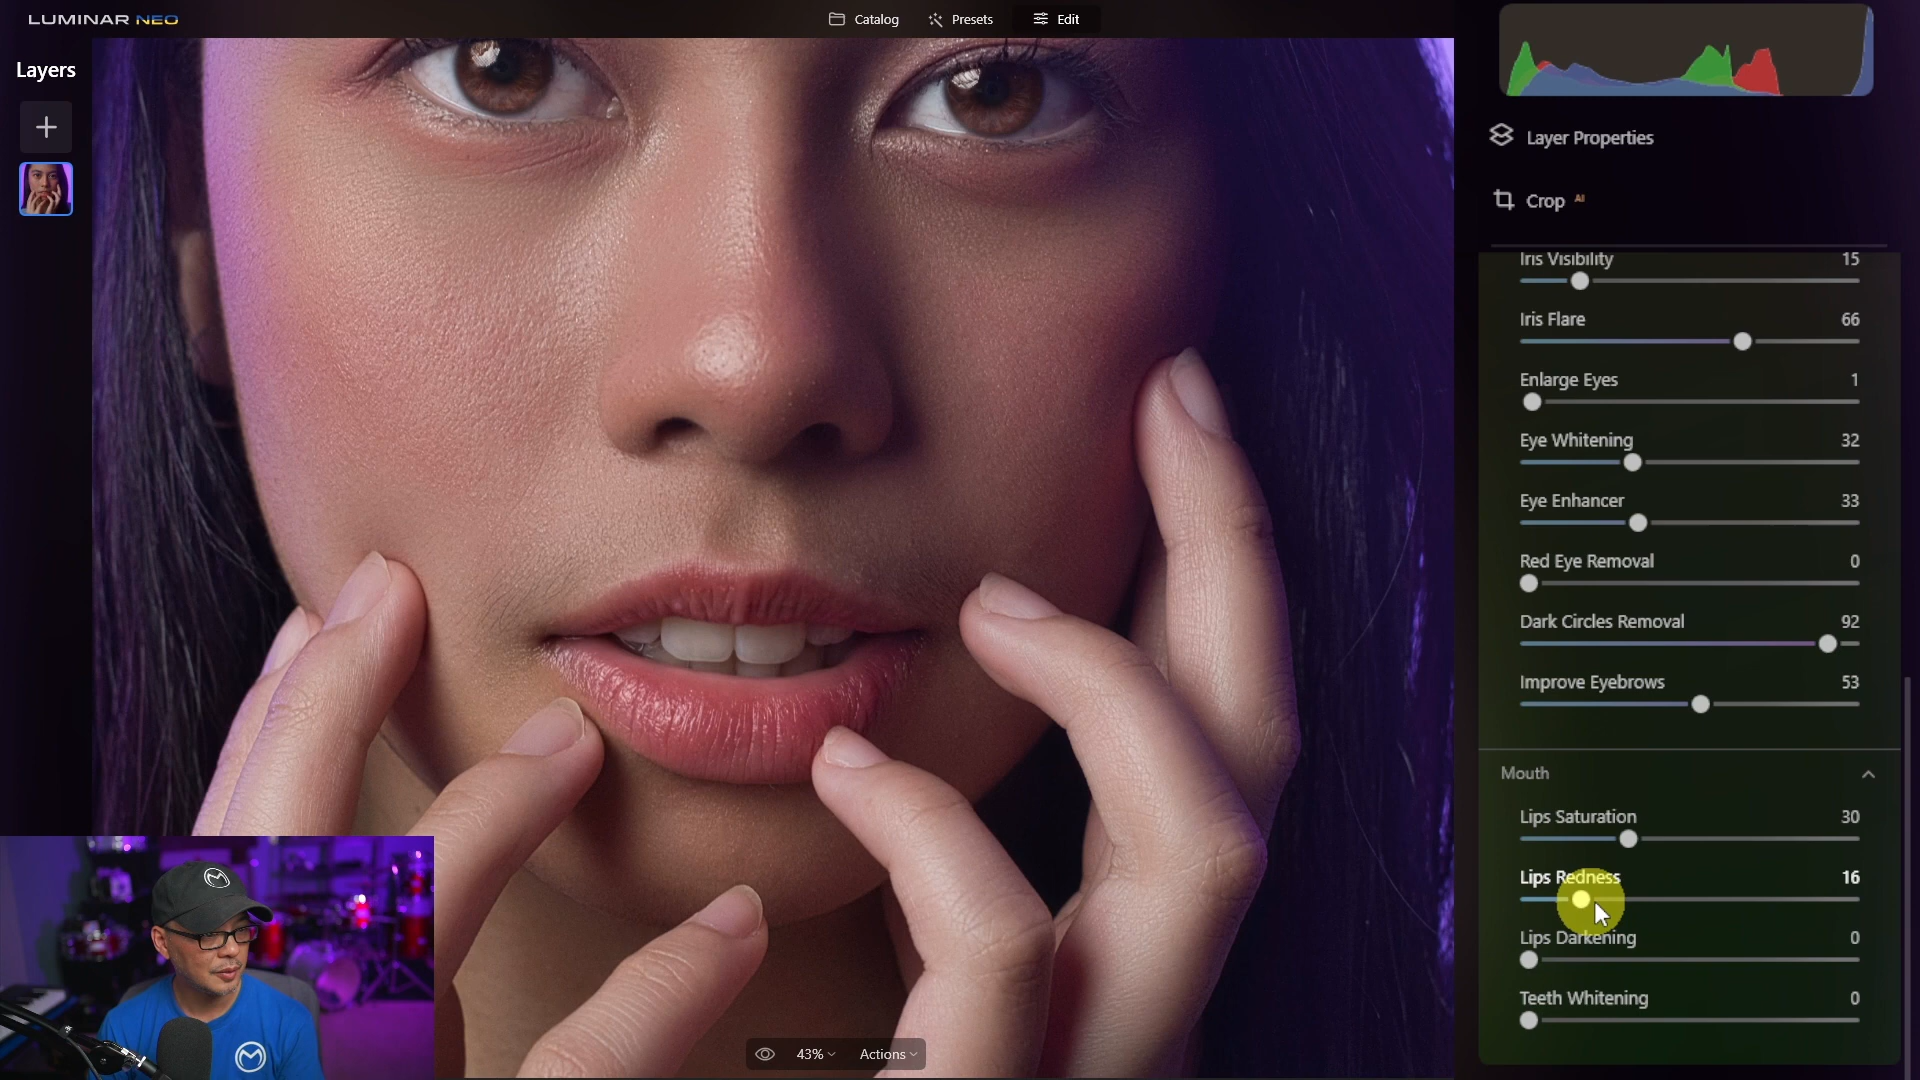 LUMINAR NEO
Catalog
Presets
Edit
Layers
Layer Properties
Crop AI
Iris Visibility 15
Iris Flare 66
Enlarge Eyes 1
Eye Whitening 32
Eye Enhancer 33
Red Eye Removal 0
Dark Circles Removal 92
Improve Eyebrows 53
Mouth
Lips Saturation 30
Lips Redness 16
Lips Darkening 0
Teeth Whitening 0
43%
Actions